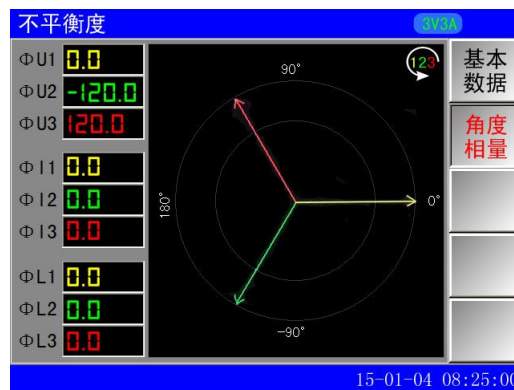 不平衡度 3V3A
ΦU1 0.0
ΦU2 -120.0
ΦU3 120.0
ΦI1 0.0
ΦI2 0.0
ΦI3 0.0
ΦL1 0.0
ΦL2 0.0
ΦL3 0.0
90°
123
180°
0°
-90°
基本
数据
角度
相量
15-01-04 08:25:00